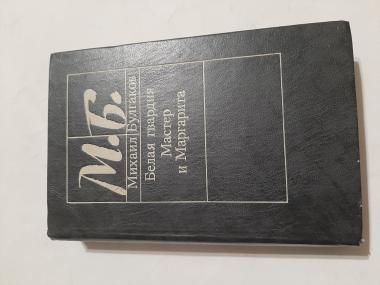 М.Б.
Михаил Булгаков
Белая гвардия
Мастер
и Маргарита